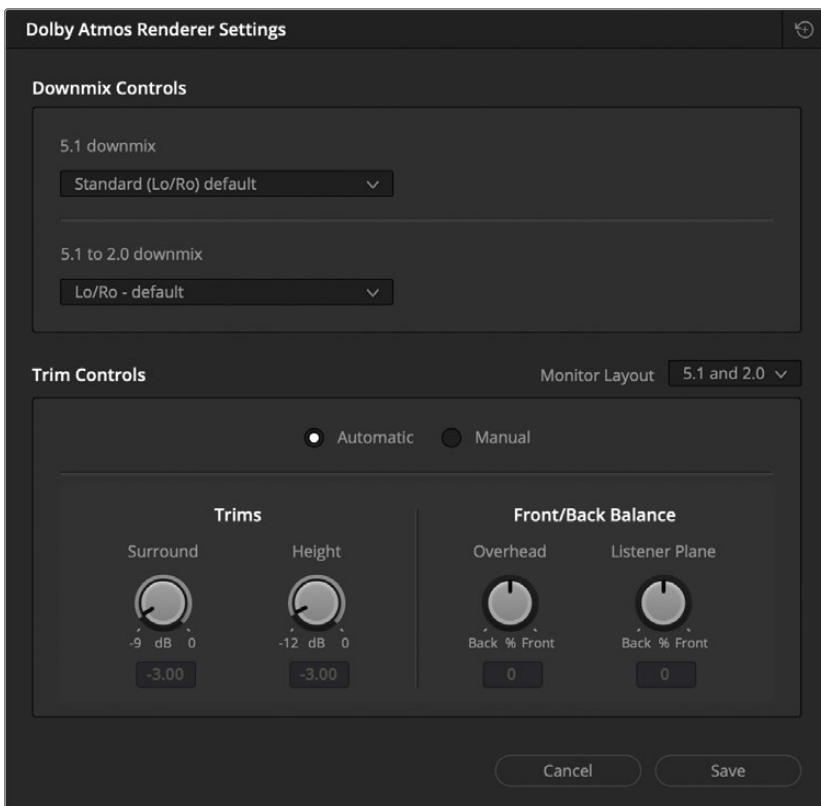 Dolby Atmos Renderer Settings
Downmix Controls
5.1 downmix
Standard (Lo/Ro) default
5.1 to 2.0 downmix
Lo/Ro - default
Trim Controls
Monitor Layout 5.1 and 2.0
Automatic Manual
Trims Front/Back Balance
Surround Height Overhead Listener Plane
-9 dB 0 -12 dB 0 Back % Front Back % Front
-3.00 -3.00 0 0
Cancel Save